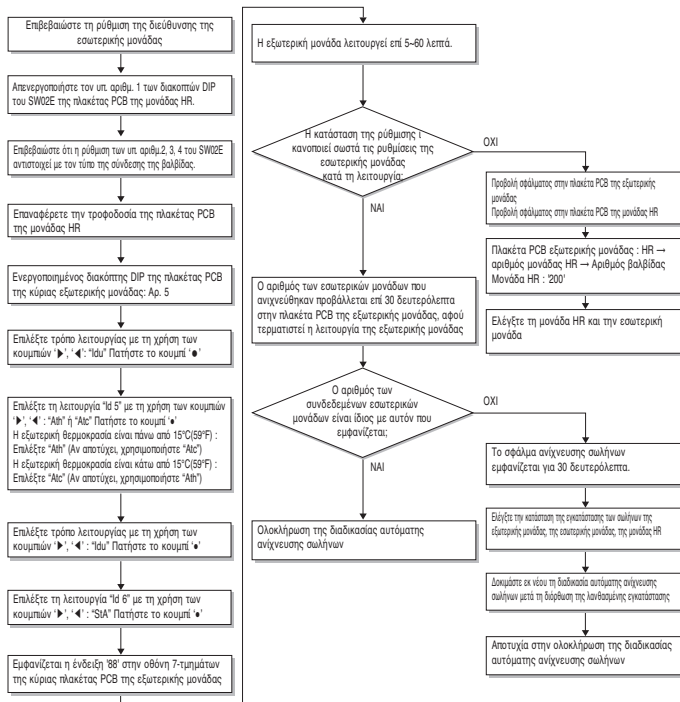 Επιβεβαιώστε τη ρύθμιση της διεύθυνσης της
εσωτερικής μονάδας
Απενεργοποιήστε τον υπ. αριθμ. 1 των διακοπτών DIP
του SW02E της πλακέτας PCB της μονάδας HR.
Επιβεβαιώστε ότι η ρύθμιση των υπ. αριθμ.2, 3, 4 του SW02E
αντιστοιχεί με τον τύπο της σύνδεσης της βαλβίδας.
Επαναφέρετε την τροφοδοσία της πλακέτας PCB
της μονάδας HR
Ενεργοποιημένος διακόπτης DIP της πλακέτας PCB
της κύριας εξωτερικής μονάδας: Αρ. 5
Επιλέξτε τρόπο λειτουργίας με τη χρήση των
κουμπιών ‘▶’, ‘◀’: “Idu” Πατήστε το κουμπί ‘●’
Επιλέξτε τη λειτουργία “Id 5” με τη χρήση των κουμπιών
‘▶’, ‘◀’ : “Ath” ή “Atc” Πατήστε το κουμπί ‘●’
Η εξωτερική θερμοκρασία είναι πάνω από 15°C(59°F) :
Επιλέξτε “Ath” (Αν αποτύχει, χρησιμοποιήστε “Atc”)
Η εξωτερική θερμοκρασία είναι κάτω από 15°C(59°F) :
Επιλέξτε “Atc” (Αν αποτύχει, χρησιμοποιήστε “Ath”)
Επιλέξτε τρόπο λειτουργίας με τη χρήση των
κουμπιών ‘▶’, ‘◀’ : “Idu” Πατήστε το κουμπί ‘●’
Επιλέξτε τη λειτουργία “Id 6” με τη χρήση των
κουμπιών ‘▶’, ‘◀’ : “StA” Πατήστε το κουμπί ‘●’
Εμφανίζεται η ένδειξη '88' στην οθόνη 7-τμημάτων
της κύριας πλακέτας PCB της εξωτερικής μονάδας
Η εξωτερική μονάδα λειτουργεί επί 5~60 λεπτά.
Η κατάσταση της ρύθμισης ι
κανοποιεί σωστά τις ρυθμίσεις της
εσωτερικής μονάδας
κατά τη λειτουργία;
ΟΧΙ
ΝΑΙ
Προβολή σφάλματος στην πλακέτα PCB της εξωτερικής
μονάδας
Προβολή σφάλματος στην πλακέτα PCB της μονάδας HR
Πλακέτα PCB εξωτερικής μονάδας : HR →
αριθμός μονάδας HR → Αριθμός βαλβίδας
Μονάδα HR : '200'
Ελέγξτε τη μονάδα HR και την εσωτερική
μονάδα
Ο αριθμός των εσωτερικών μονάδων που
ανιχνεύθηκαν προβάλλεται επί 30 δευτερόλεπτα
στην πλακέτα PCB της εξωτερικής μονάδας, αφού
τερματιστεί η λειτουργία της εξωτερικής μονάδας
Ο αριθμός των
συνδεδεμένων εσωτερικών
μονάδων είναι ίδιος με αυτόν που
εμφανίζεται;
ΟΧΙ
ΝΑΙ
Ολοκλήρωση της διαδικασίας αυτόματης
ανίχνευσης σωλήνων
Το σφάλμα ανίχνευσης σωλήνων
εμφανίζεται για 30 δευτερόλεπτα.
Ελέγξτε την κατάσταση της εγκατάστασης των σωλήνων της
εξωτερικής μονάδας, της εσωτερικής μονάδας, της μονάδας HR
Δοκιμάστε εκ νέου τη διαδικασία αυτόματης ανίχνευσης
σωλήνων μετά τη διόρθωση της λανθασμένης εγκατάστασης
Αποτυχία στην ολοκλήρωση της διαδικασίας
αυτόματης ανίχνευσης σωλήνων